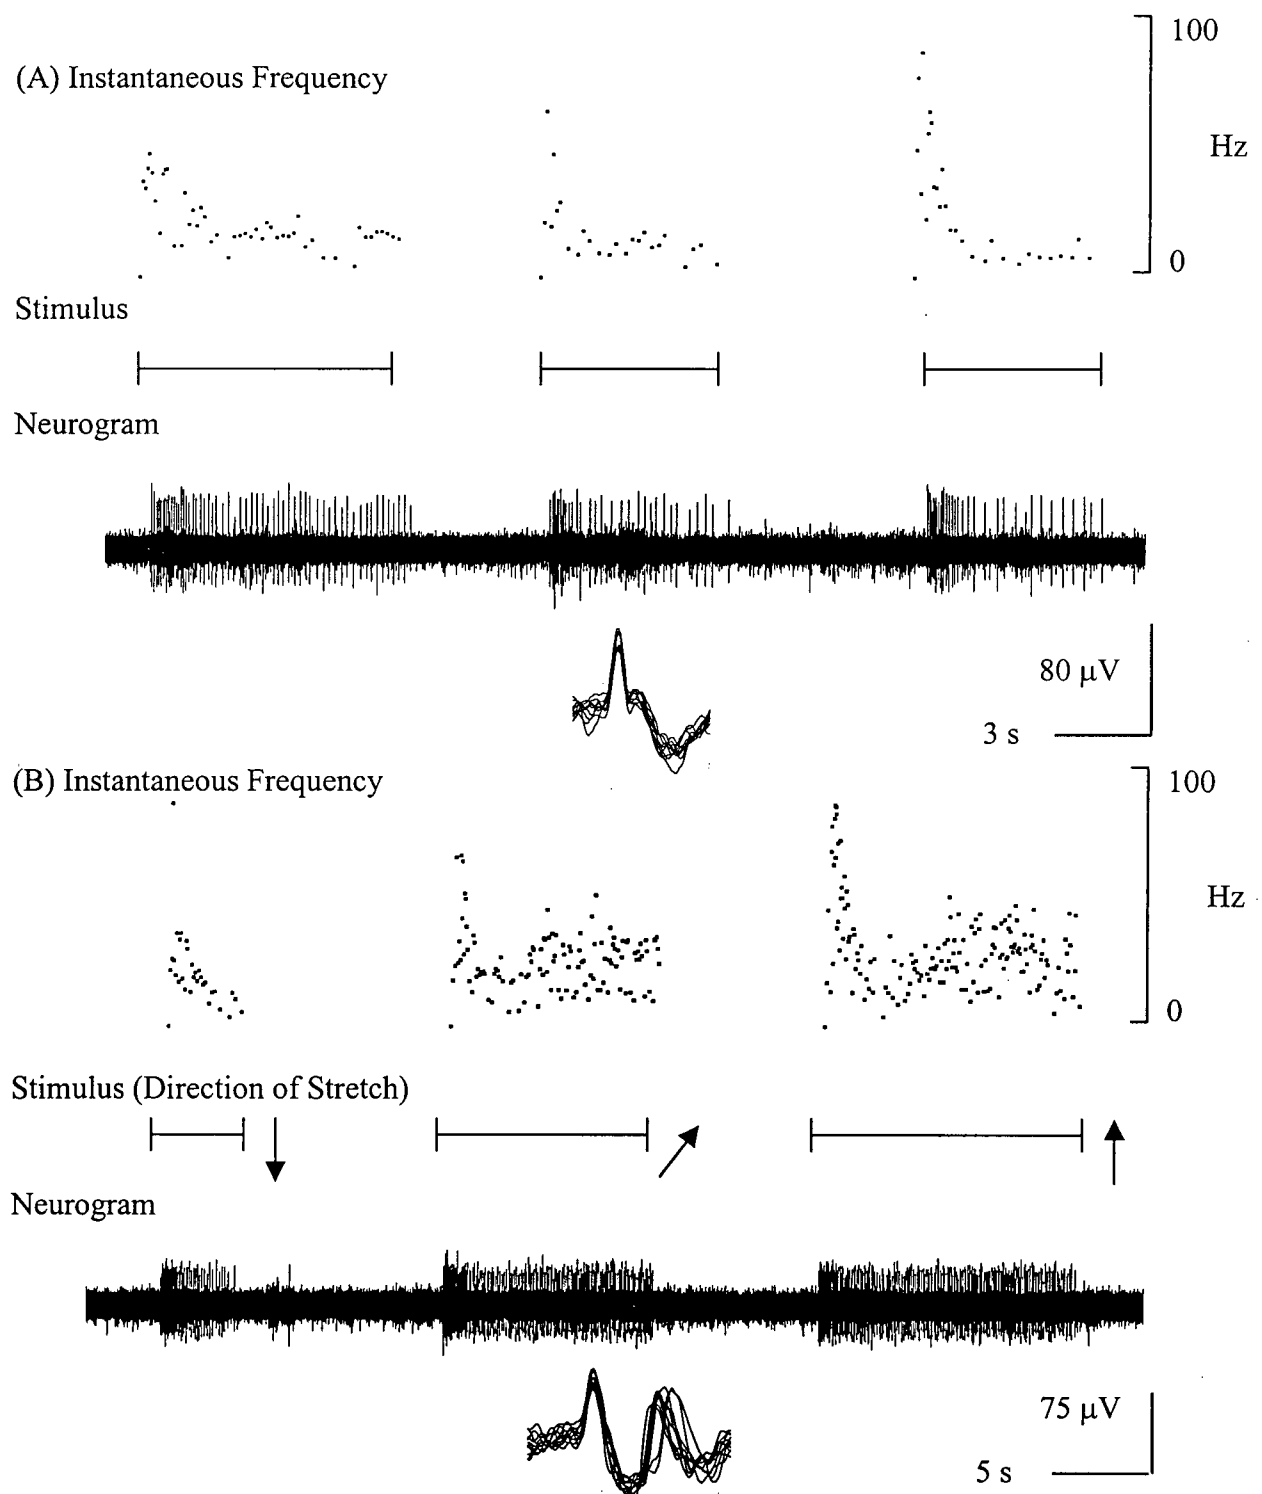 100
(A) Instantaneous Frequency
Hz
0
Stimulus
Neurogram
80 µV
3 s
(B) Instantaneous Frequency
100
Hz
0
Stimulus (Direction of Stretch)
Neurogram
75 µV
5 s